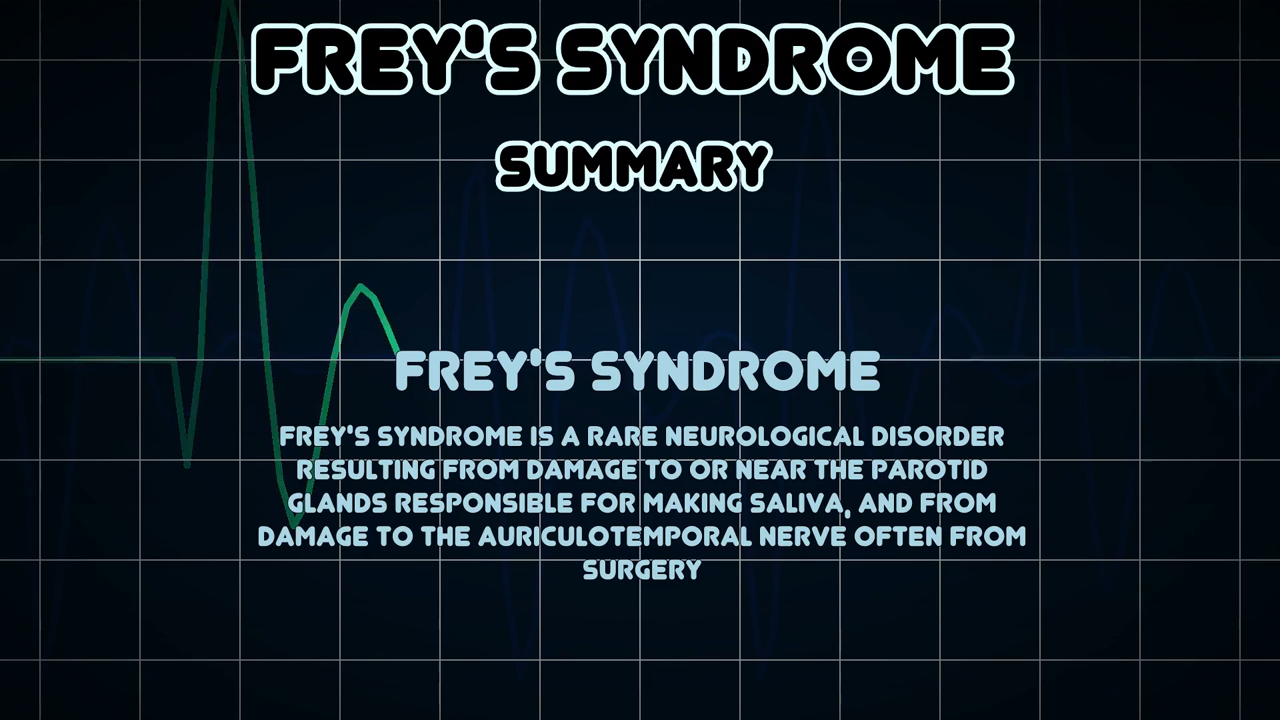 FREY'S SYNDROME
SUMMARY
FREY'S SYNDROME
FREY'S SYNDROME IS A RARE NEUROLOGICAL DISORDER
RESULTING FROM DAMAGE TO OR NEAR THE PAROTID
GLANDS RESPONSIBLE FOR MAKING SALIVA, AND FROM
DAMAGE TO THE AURICULOTEMPORAL NERVE OFTEN FROM
SURGERY